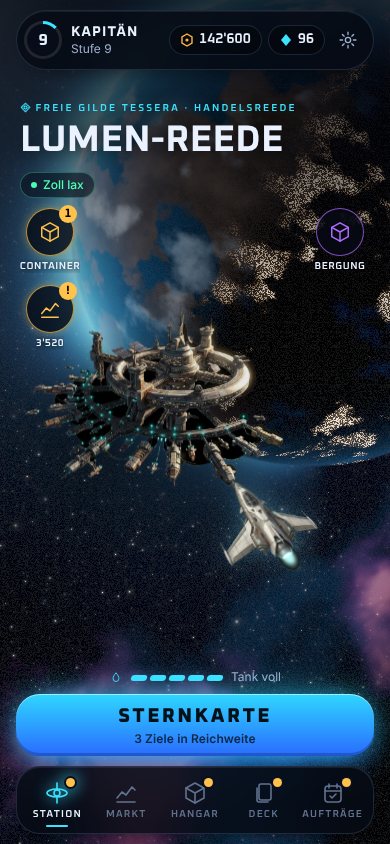 9
KAPITÄN
Stufe 9
142'600
96
FREIE GILDE TESSERA · HANDELSREEDE
LUMEN-REEDE
Zoll lax
1
CONTAINER
BERGUNG
!
3'520
Tank voll
STERNKARTE
3 Ziele in Reichweite
STATION
MARKT
HANGAR
DECK
AUFTRÄGE